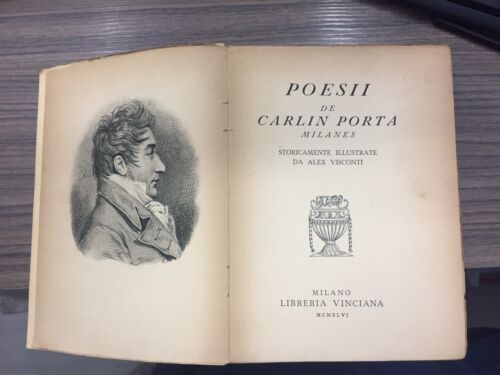 POESII
DE
CARLIN PORTA
MILANES
STORICAMENTE ILLUSTRATE
DA ALEX VISCONTI
MILANO
LIBRERIA VINCIANA
MCMXLVI